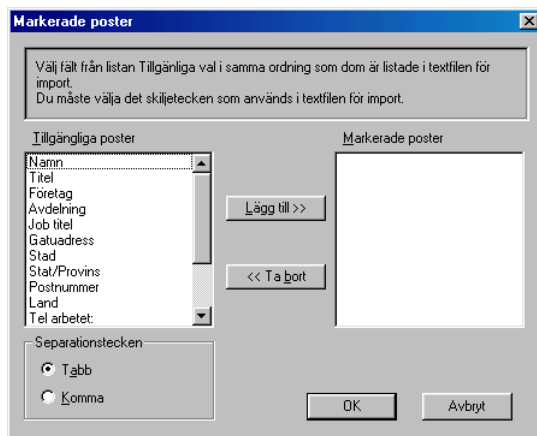 Markerade poster
Välj fält från listan Tillgänliga val i samma ordning som dom är listade i textfilen för
import.
Du måste välja det skiljetecken som används i textfilen för import.
Tillgängliga poster
Markerade poster
Namn
Titel
Företag
Avdelning
Job titel
Gatuadress
Stad
Stat/Provins
Postnummer
Land
Tel arbetet:
Lägg till >>
<< Ta bort
Separationstecken
Tabb
Komma
OK
Avbryt